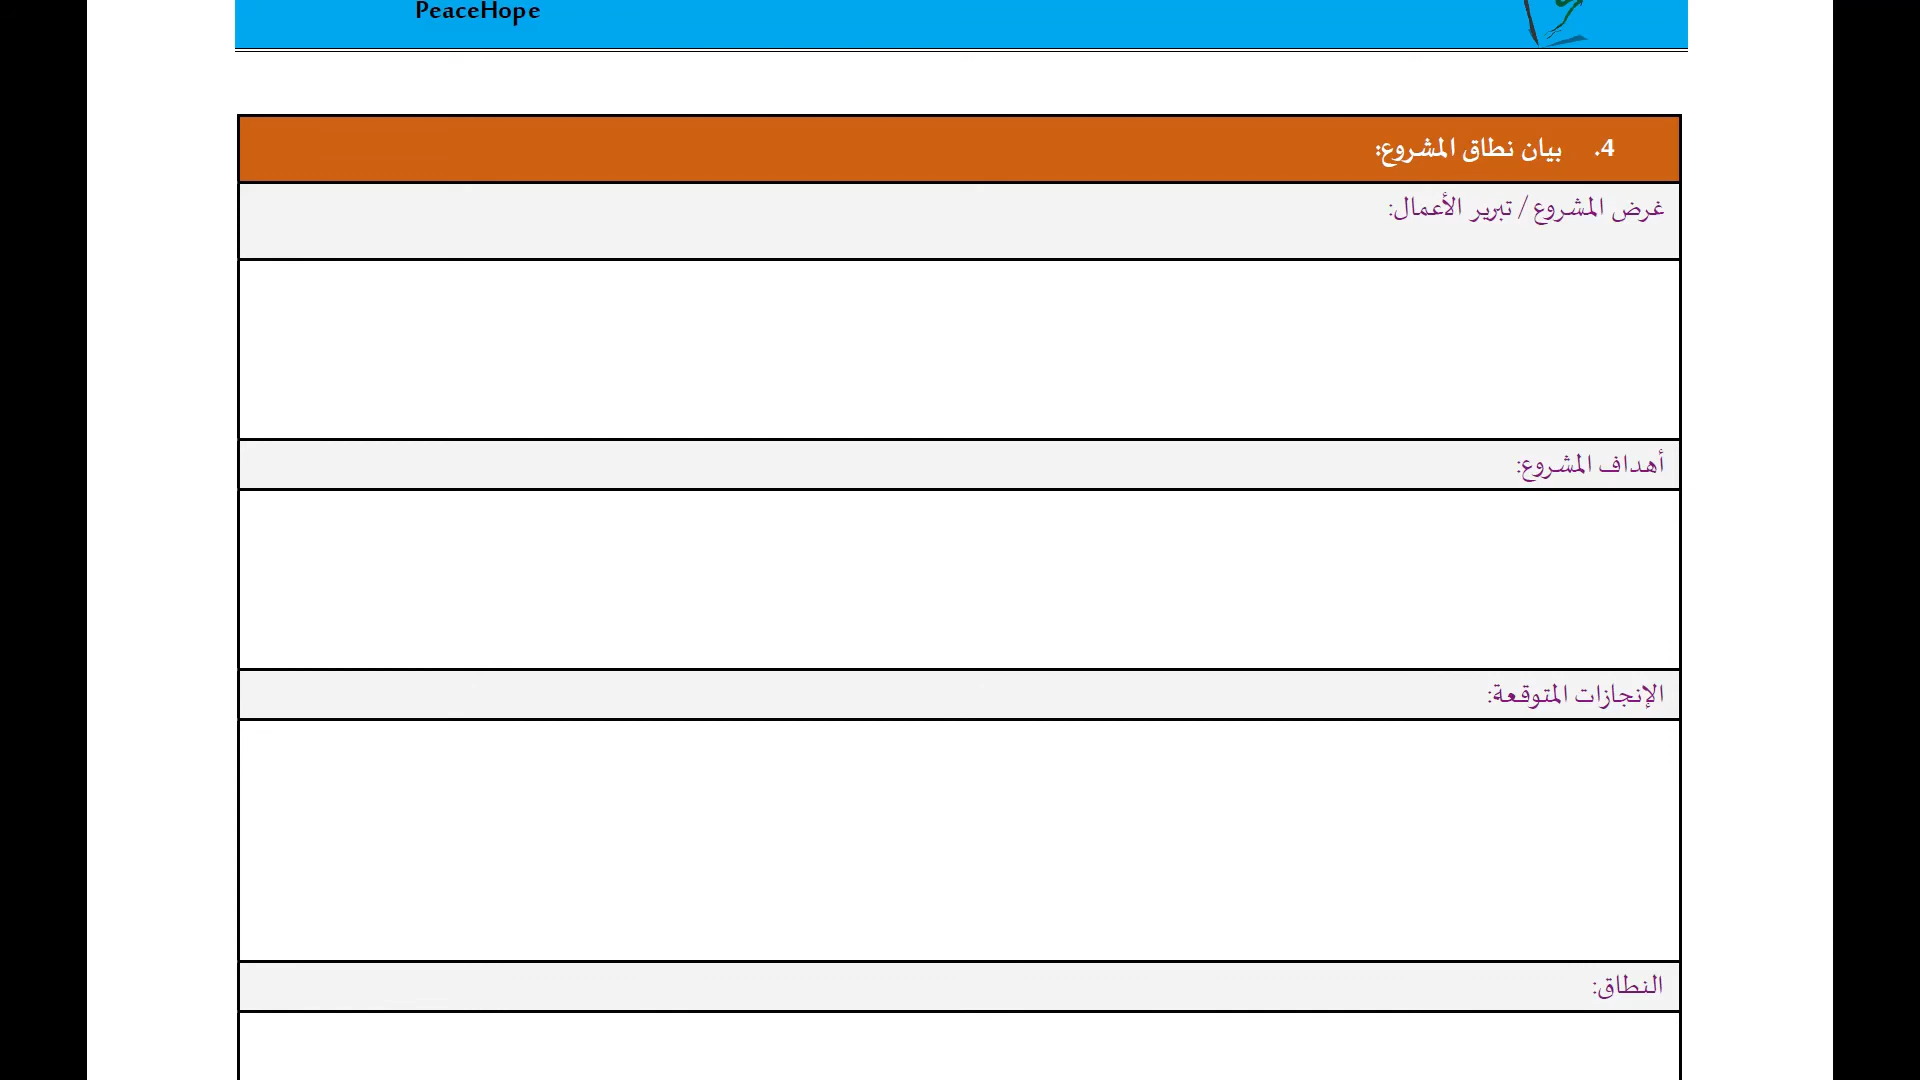 PeaceHope
4. بيان نطاق المشروع:
غرض المشروع / تبرير الأعمال:
أهداف المشروع:
الإنجازات المتوقعة:
النطاق: